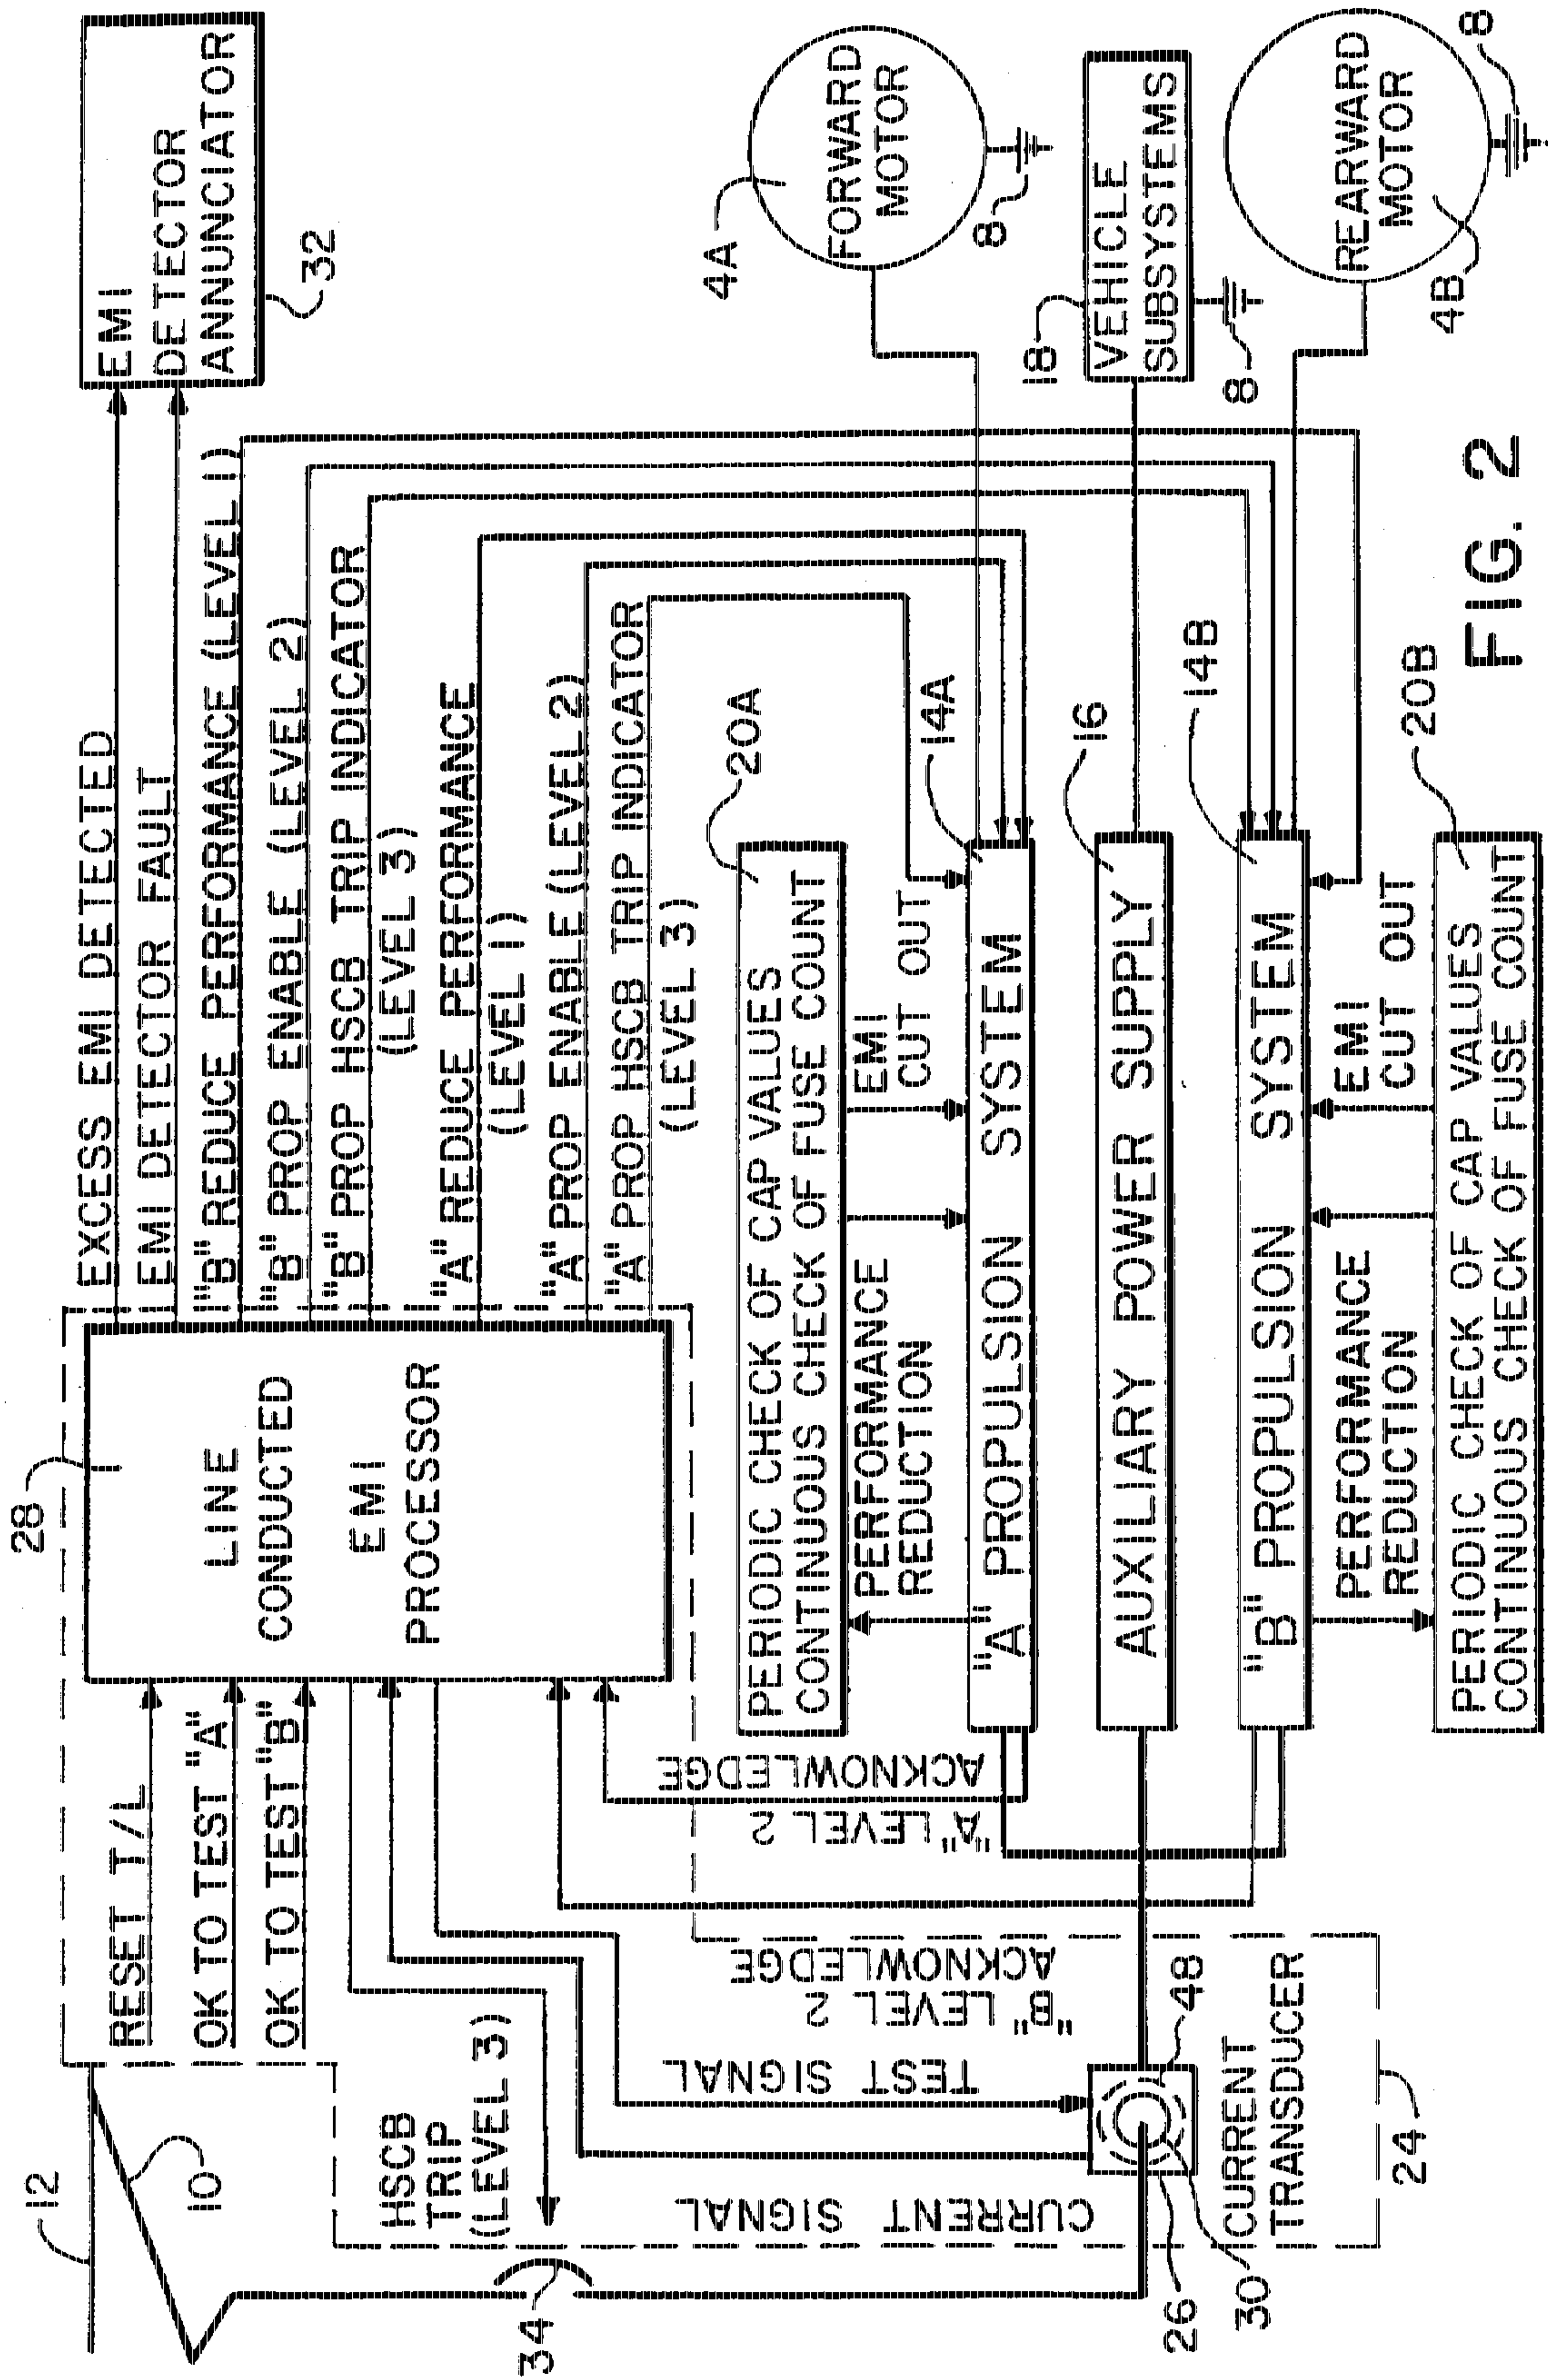 12
10
28
RESET T/L
OK TO TEST "A"
OK TO TEST "B"
LINE
CONDUCTED
EMI
PROCESSOR
EXCESS EMI DETECTED
EMI DETECTOR FAULT
"B" REDUCE PERFORMANCE (LEVEL 1)
"B" PROP ENABLE (LEVEL 2)
"B" PROP HSCB TRIP INDICATOR
(LEVEL 3)
"A" REDUCE PERFORMANCE
(LEVEL 1)
"A" PROP ENABLE (LEVEL 2)
"A" PROP HSCB TRIP INDICATOR
(LEVEL 3)
EMI
DETECTOR
ANNUNCIATOR
32
HSCB
TRIP
(LEVEL 3)
34
CURRENT SIGNAL
TEST SIGNAL
"B" LEVEL 2
ACKNOWLEDGE
"A" LEVEL 2
ACKNOWLEDGE
20A
PERIODIC CHECK OF CAP VALUES
CONTINUOUS CHECK OF FUSE COUNT
PERFORMANCE
REDUCTION
EMI
CUT OUT
14A
"A" PROPULSION SYSTEM
4A
FORWARD
MOTOR
8
16
AUXILIARY POWER SUPPLY
18
VEHICLE
SUBSYSTEMS
8
14B
"B" PROPULSION SYSTEM
REARWARD
MOTOR
4B
8
PERFORMANCE
REDUCTION
EMI
CUT OUT
20B
PERIODIC CHECK OF CAP VALUES
CONTINUOUS CHECK OF FUSE COUNT
26
30
48
CURRENT
TRANSDUCER
24
FIG. 2